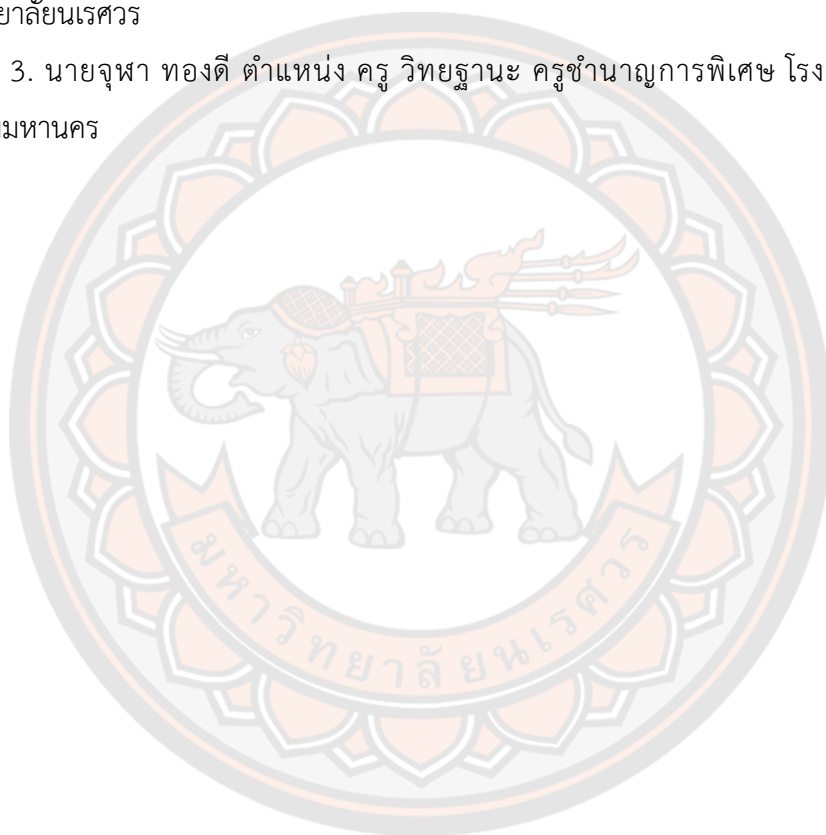 ยาลัยนเรศวร
3. นายจุฬา ทองดี ตำแหน่ง ครู วิทยฐานะ ครูชำนาญการพิเศษ โรง
มหานคร
มหาวิทยาลัยนเรศวร